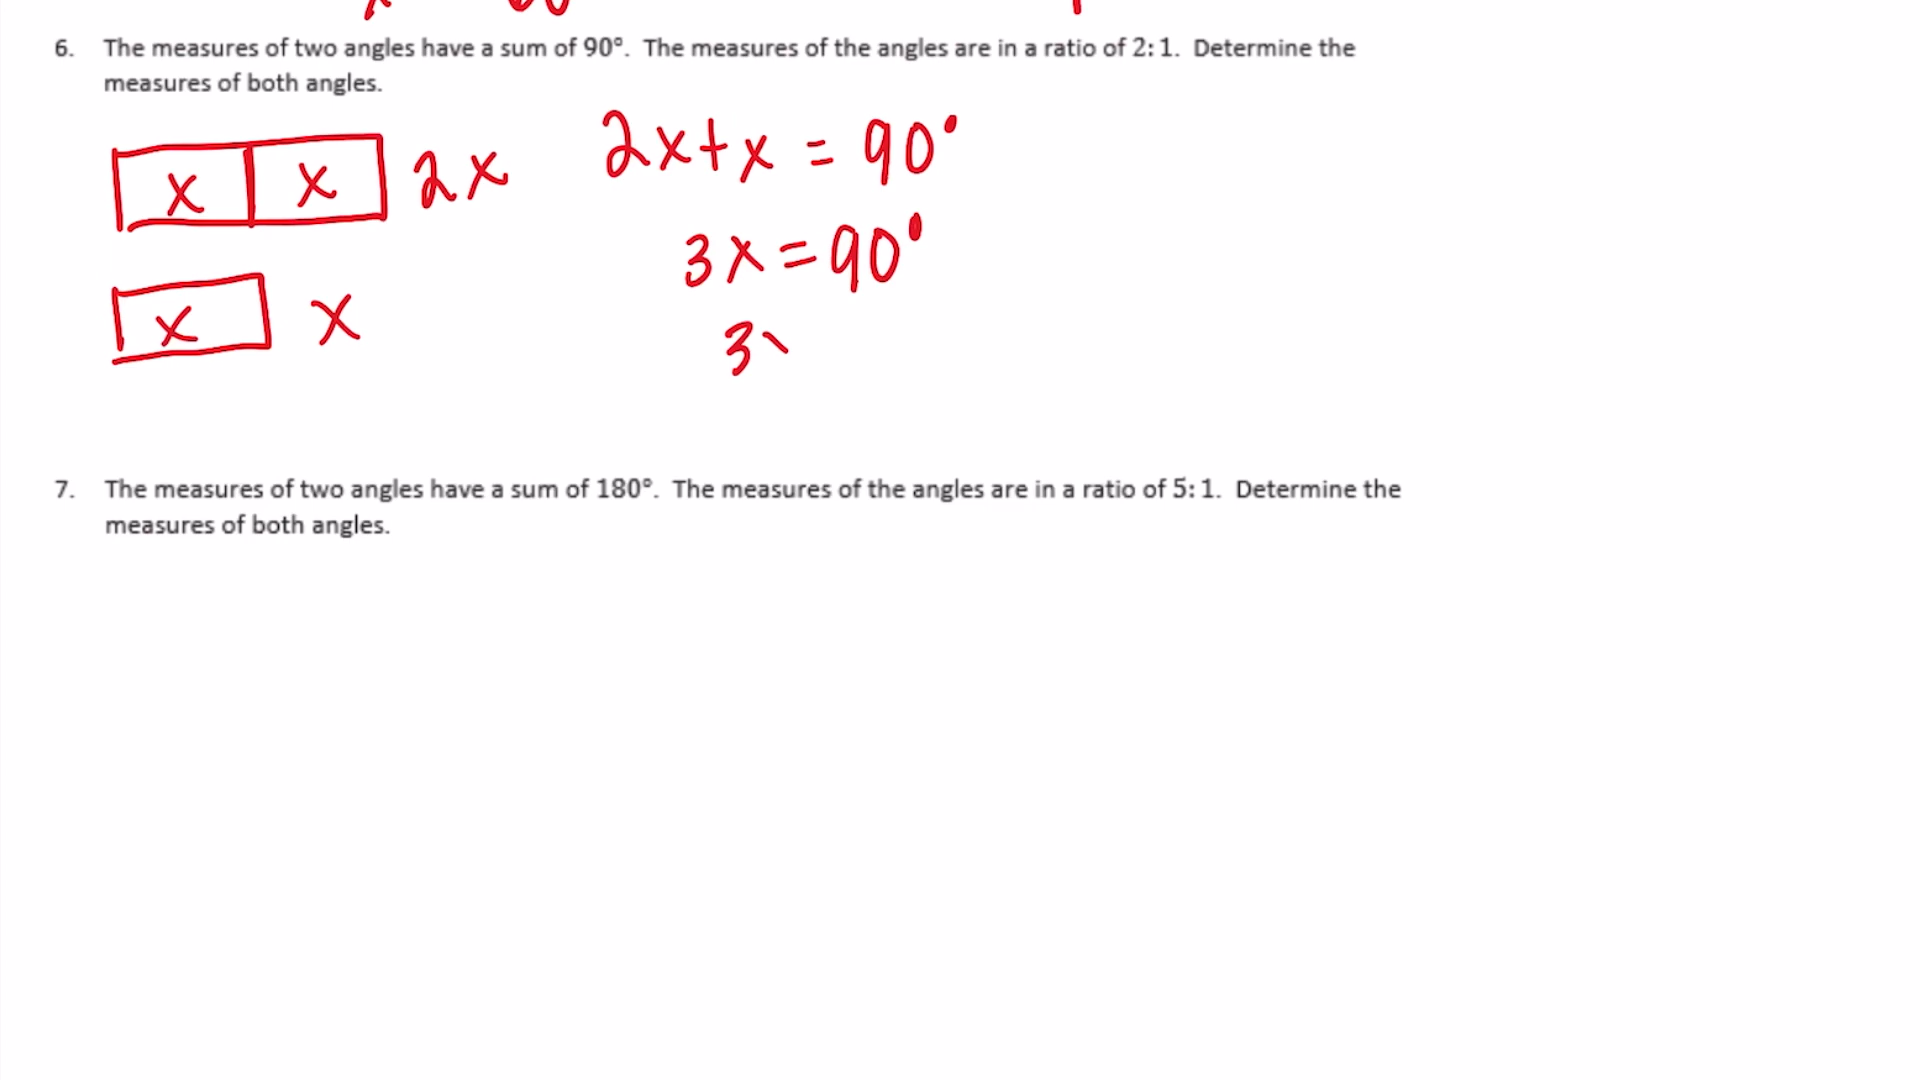 6. The measures of two angles have a sum of 90°. The measures of the angles are in a ratio of 2:1. Determine the
measures of both angles.
x x 2x
2x+x = 90°
3x=90°
x x
3
7. The measures of two angles have a sum of 180°. The measures of the angles are in a ratio of 5:1. Determine the
measures of both angles.